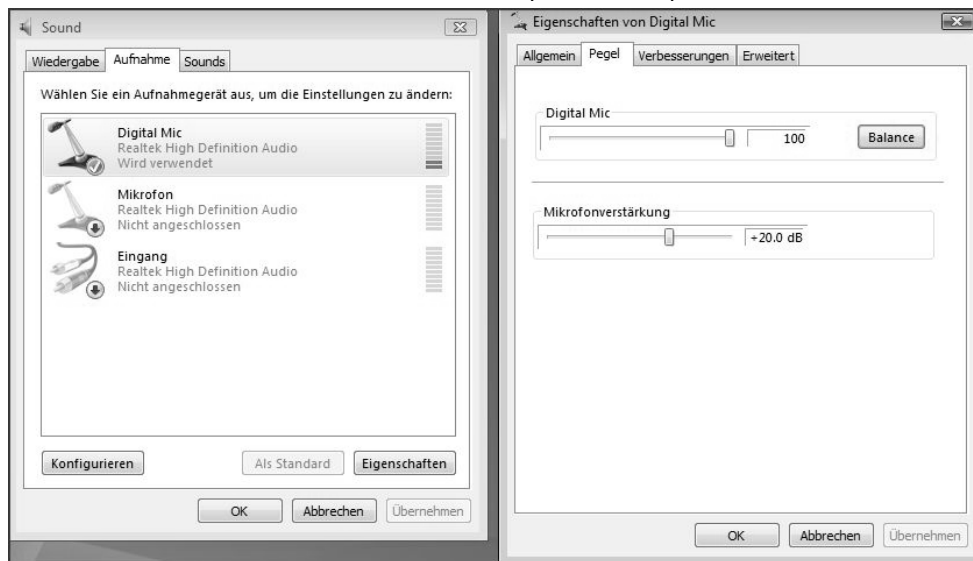 Sound
Wiedergabe Aufnahme Sounds
Wählen Sie ein Aufnahmegerät aus, um die Einstellungen zu ändern:
Digital Mic
Realtek High Definition Audio
Wird verwendet
Mikrofon
Realtek High Definition Audio
Nicht angeschlossen
Eingang
Realtek High Definition Audio
Nicht angeschlossen
Konfigurieren Als Standard Eigenschaften
OK Abbrechen Übernehmen
Eigenschaften von Digital Mic
Allgemein Pegel Verbesserungen Erweitert
Digital Mic
100 Balance
Mikrofonverstärkung
+20.0 dB
OK Abbrechen Übernehmen